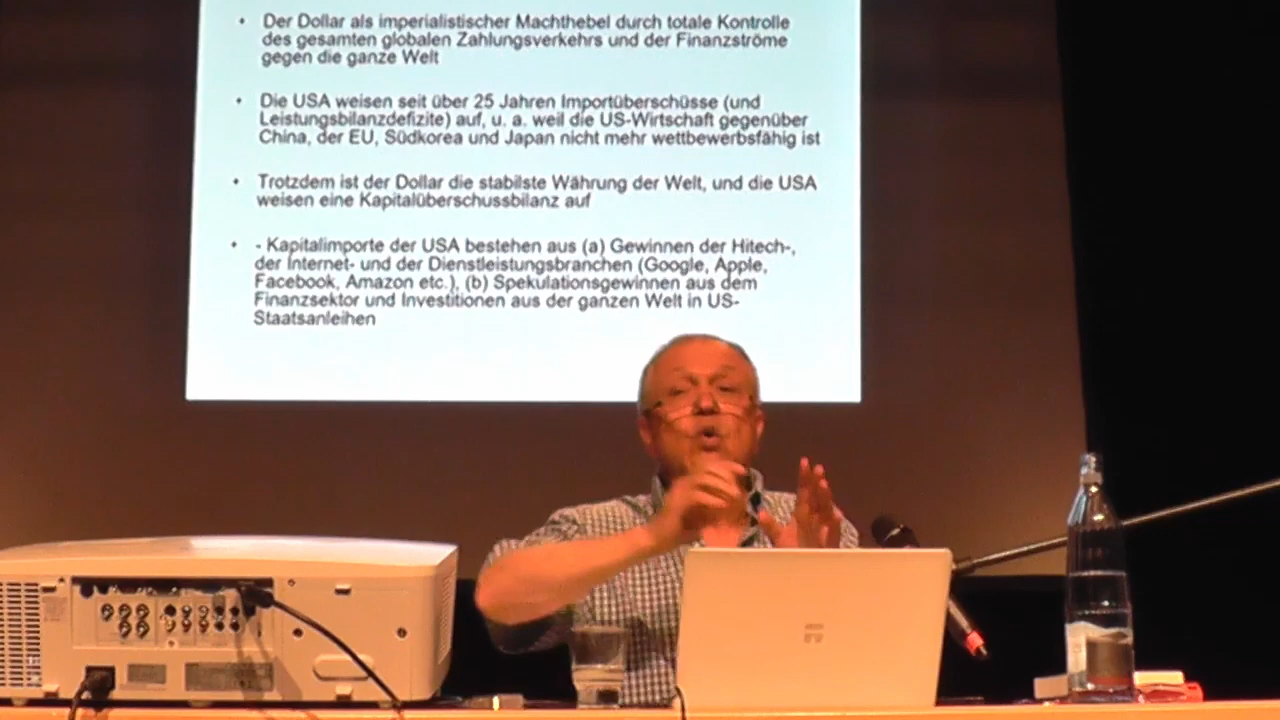 • Der Dollar als imperialistischer Machthebel durch totale Kontrolle
des gesamten globalen Zahlungsverkehrs und der Finanzströme
gegen die ganze Welt
• Die USA weisen seit über 25 Jahren Importüberschüsse (und
Leistungsbilanzdefizite) auf, u. a. weil die US-Wirtschaft gegenüber
China, der EU, Südkorea und Japan nicht mehr wettbewerbsfähig ist
• Trotzdem ist der Dollar die stabilste Währung der Welt, und die USA
weisen eine Kapitalüberschussbilanz auf
• - Kapitalimporte der USA bestehen aus (a) Gewinnen der Hitech-,
der Internet- und der Dienstleistungsbranchen (Google, Apple,
Facebook, Amazon etc.), (b) Spekulationsgewinnen aus dem
Finanzsektor und Investitionen aus der ganzen Welt in US-
Staatsanleihen